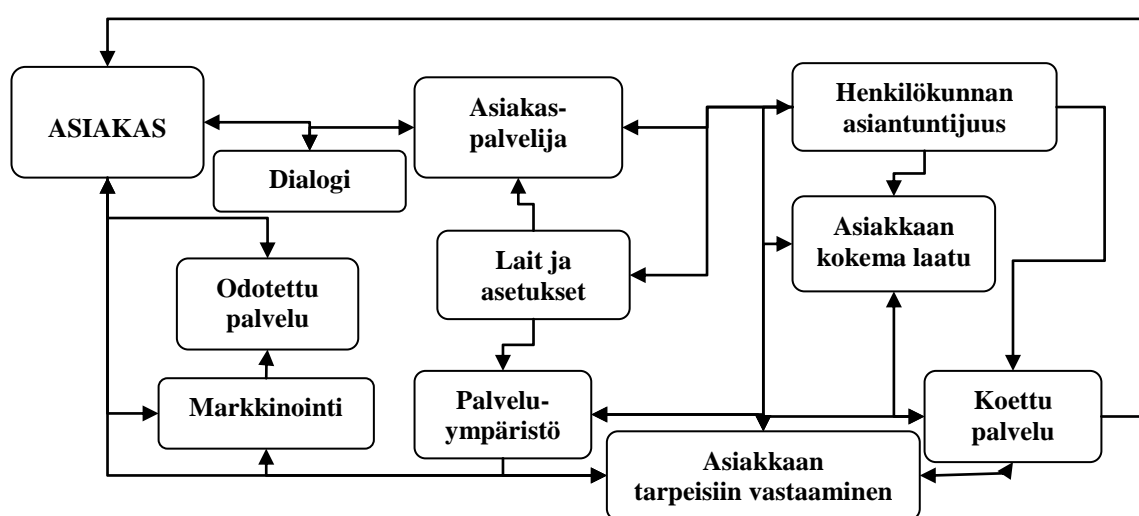 ASIAKAS
Dialogi
Asiakas-
palvelija
Henkilökunnan
asiantuntijuus
Asiakkaan
kokema laatu
Lait ja
asetukset
Odotettu
palvelu
Markkinointi
Palvelu-
ympäristö
Asiakkaan
tarpeisiin vastaaminen
Koettu
palvelu